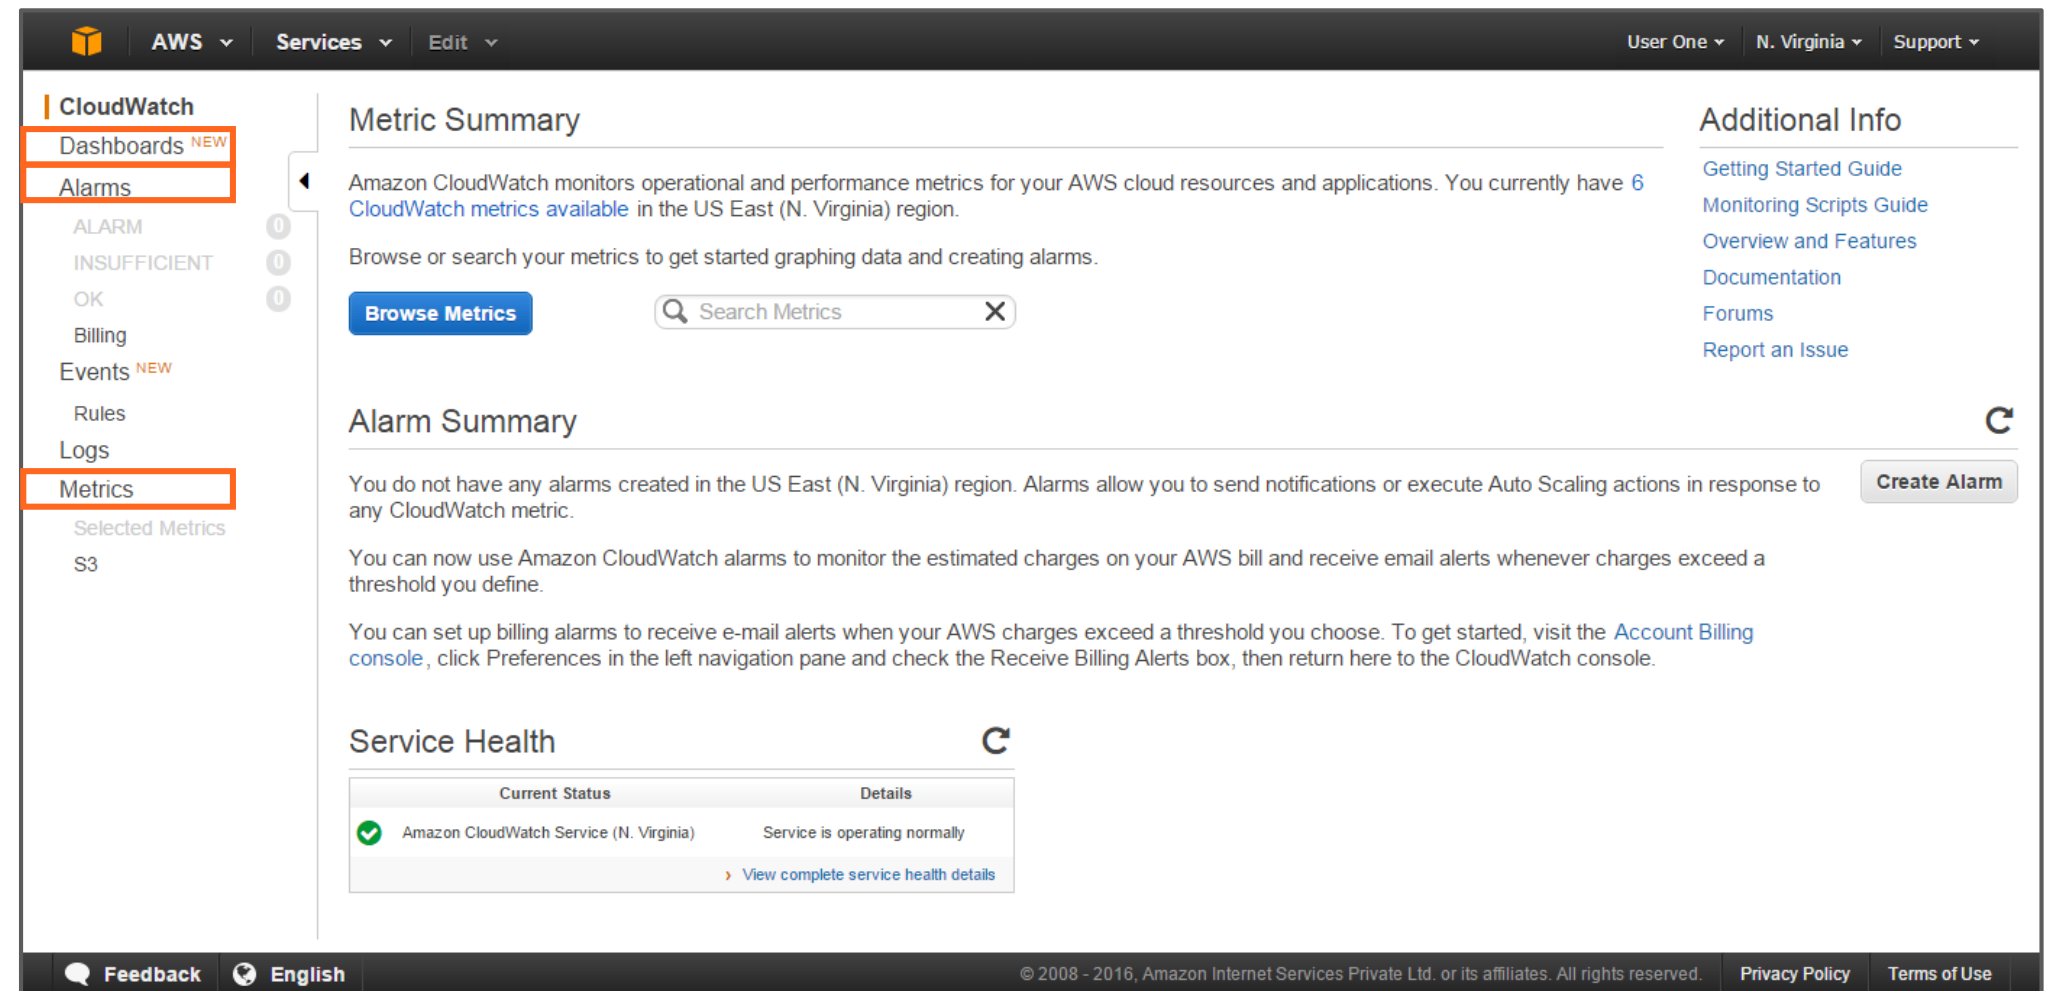 AWS Services Edit User One N. Virginia Support
CloudWatch
Dashboards NEW
Alarms
ALARM 0
INSUFFICIENT 0
OK 0
Billing
Events NEW
Rules
Logs
Metrics
Selected Metrics
S3
Metric Summary
Amazon CloudWatch monitors operational and performance metrics for your AWS cloud resources and applications. You currently have 6
CloudWatch metrics available in the US East (N. Virginia) region.
Browse or search your metrics to get started graphing data and creating alarms.
Browse Metrics Search Metrics
Alarm Summary
You do not have any alarms created in the US East (N. Virginia) region. Alarms allow you to send notifications or execute Auto Scaling actions in response to
any CloudWatch metric.
Create Alarm
You can now use Amazon CloudWatch alarms to monitor the estimated charges on your AWS bill and receive email alerts whenever charges exceed a
threshold you define.
You can set up billing alarms to receive e-mail alerts when your AWS charges exceed a threshold you choose. To get started, visit the Account Billing
console, click Preferences in the left navigation pane and check the Receive Billing Alerts box, then return here to the CloudWatch console.
Service Health
Current Status Details
Amazon CloudWatch Service (N. Virginia) Service is operating normally
› View complete service health details
Additional Info
Getting Started Guide
Monitoring Scripts Guide
Overview and Features
Documentation
Forums
Report an Issue
Feedback English © 2008 - 2016, Amazon Internet Services Private Ltd. or its affiliates. All rights reserved. Privacy Policy Terms of Use